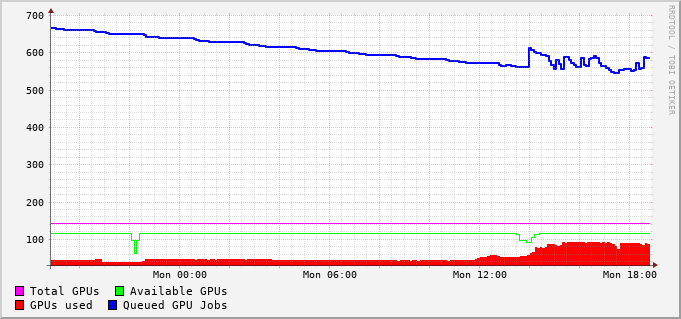 700
600
500
400
300
200
100
Mon 00:00 Mon 06:00 Mon 12:00 Mon 18:00
Total GPUs Available GPUs
GPUs used Queued GPU Jobs
RRDTOOL / TOBI OETIKER